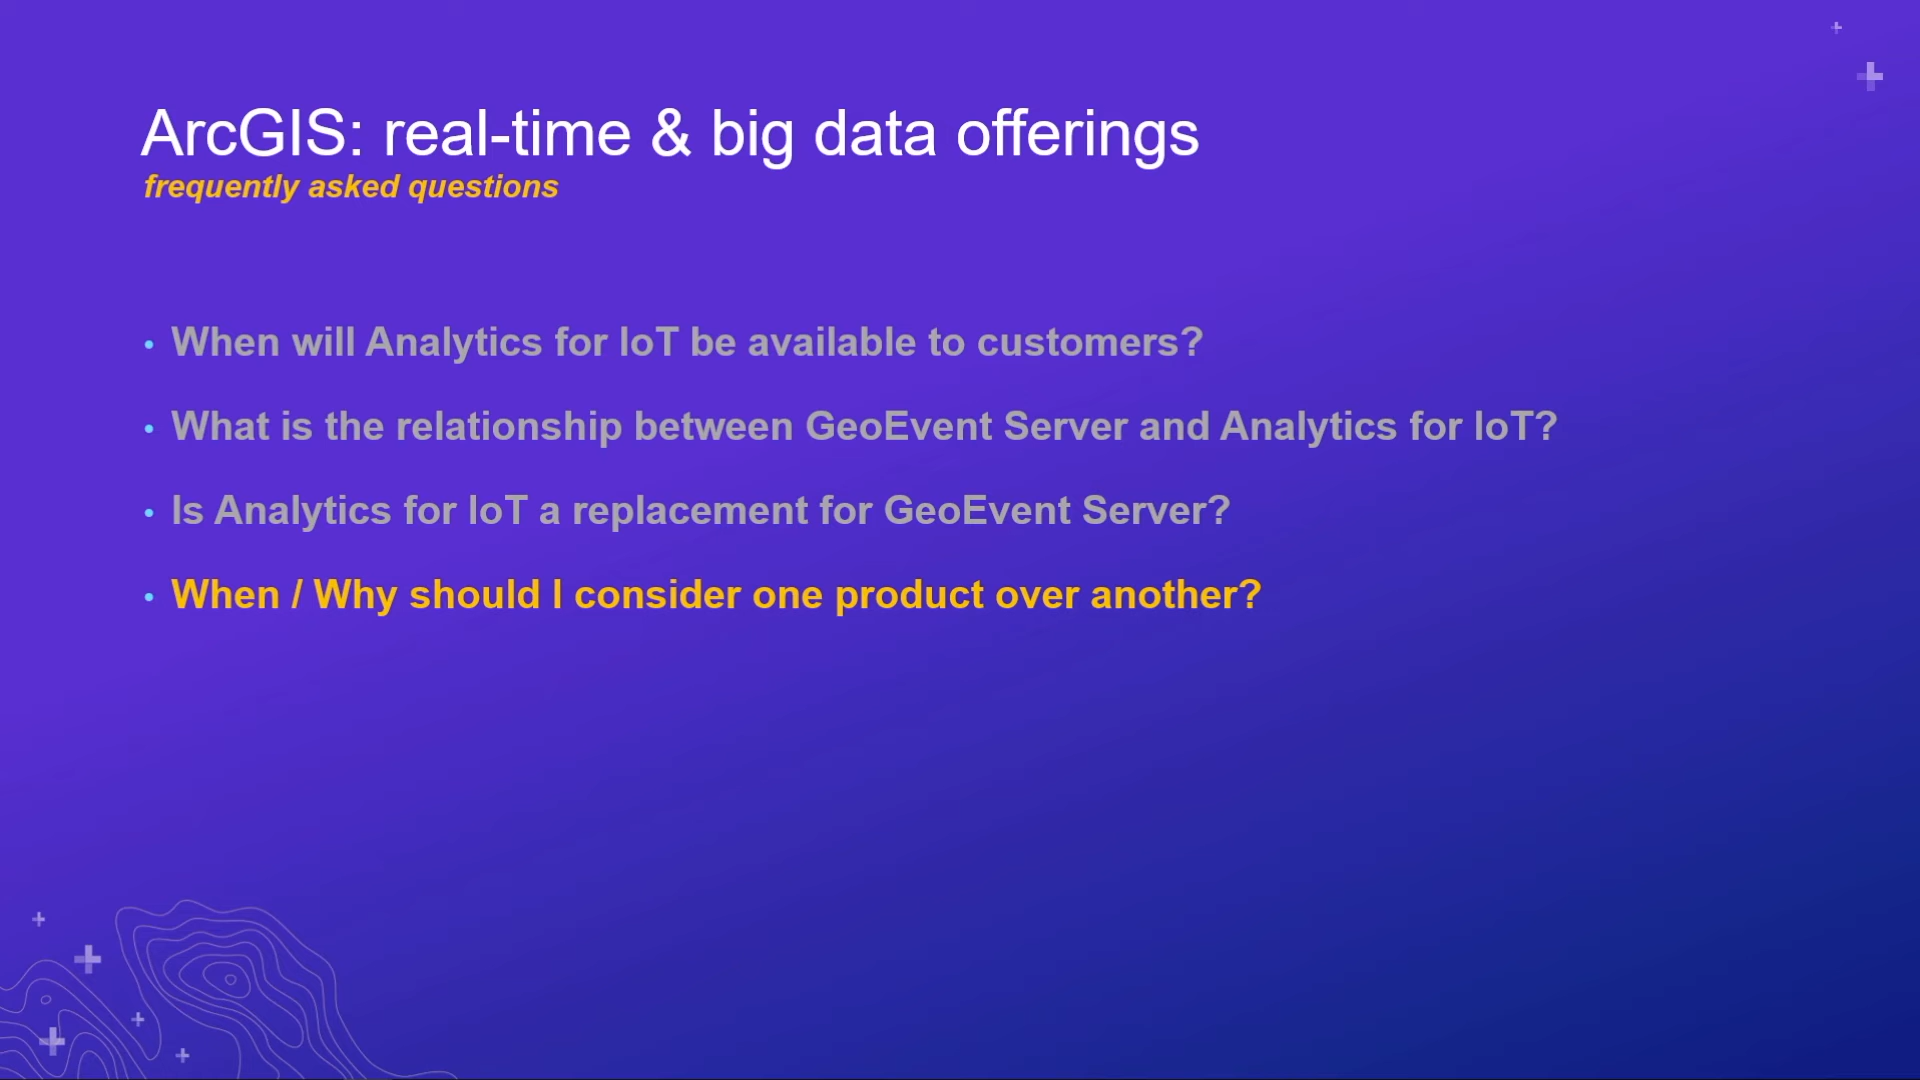 ArcGIS: real-time & big data offerings
frequently asked questions
• When will Analytics for IoT be available to customers?
• What is the relationship between GeoEvent Server and Analytics for IoT?
• Is Analytics for IoT a replacement for GeoEvent Server?
• When / Why should I consider one product over another?